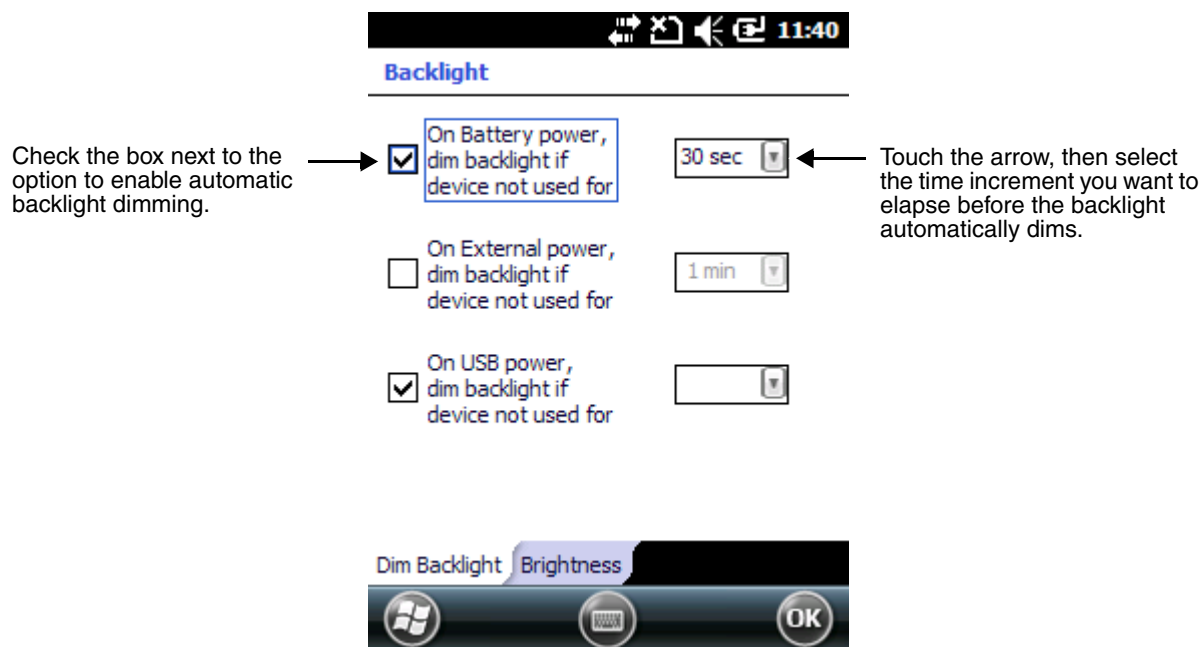 11:40
Backlight
Check the box next to the
option to enable automatic
backlight dimming.
On Battery power,
dim backlight if
device not used for
30 sec
Touch the arrow, then select
the time increment you want to
elapse before the backlight
automatically dims.
On External power,
dim backlight if
device not used for
1 min
On USB power,
dim backlight if
device not used for
Dim Backlight Brightness
OK